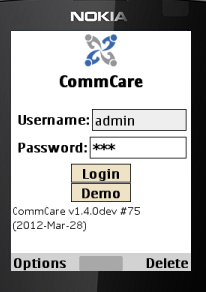 NOKIA
CommCare
Username: admin
Password: ***
Login
Demo
CommCare v1.4.0dev #75
(2012-Mar-28)
Options Delete